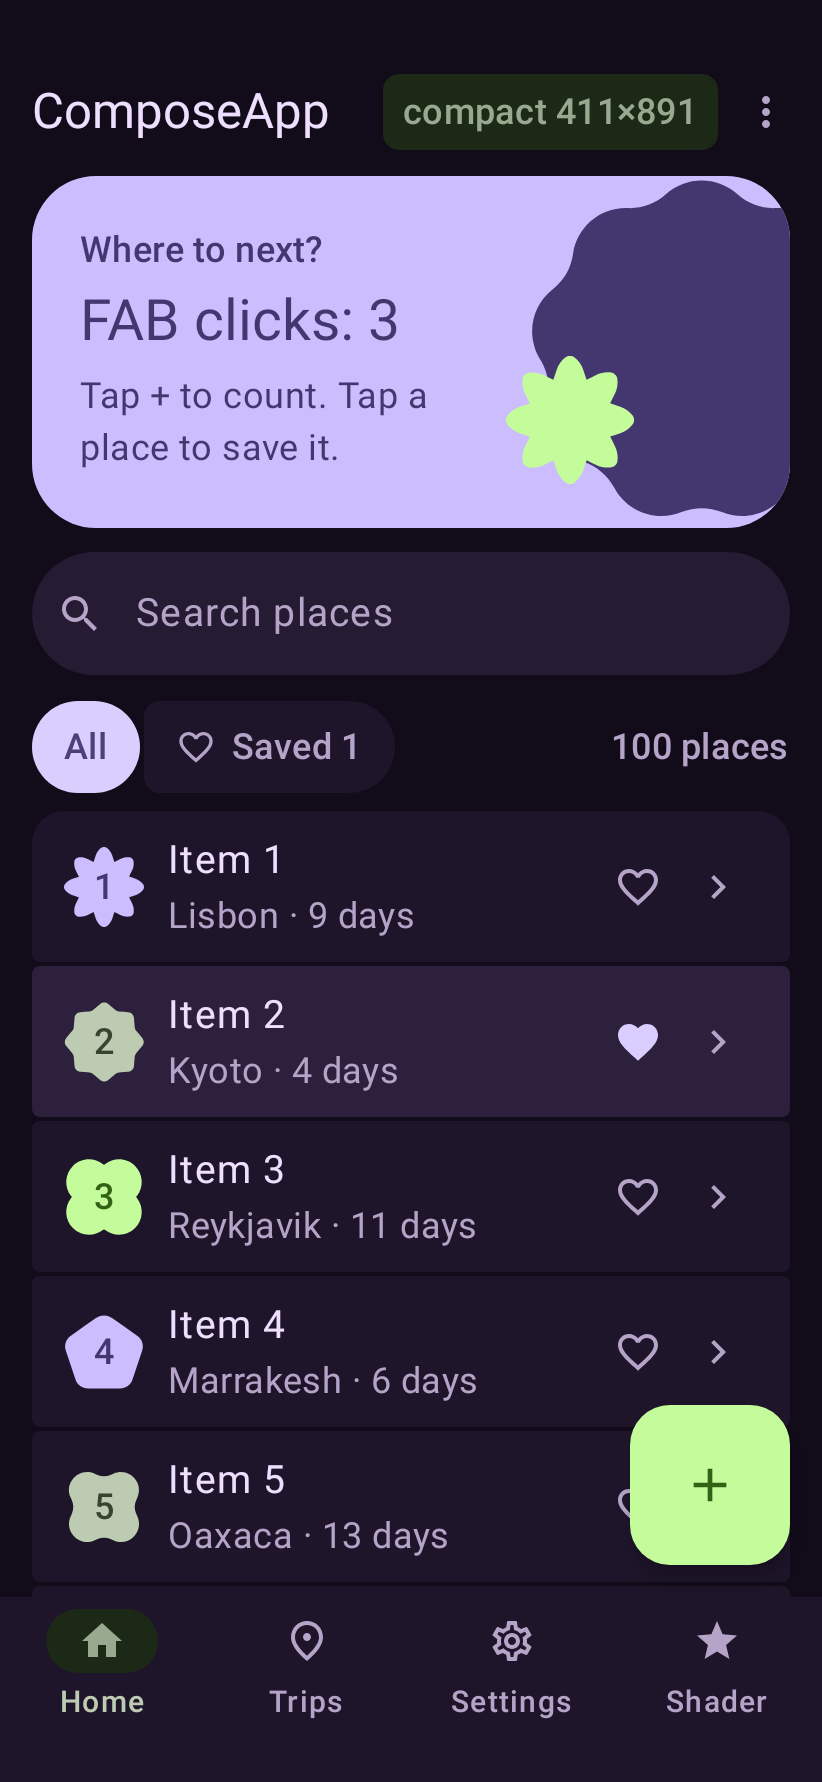 ComposeApp
compact 411×891
Where to next?
FAB clicks: 3
Tap + to count. Tap a
place to save it.
Search places
All
Saved 1
100 places
1
Item 1
Lisbon · 9 days
2
Item 2
Kyoto · 4 days
3
Item 3
Reykjavik · 11 days
4
Item 4
Marrakesh · 6 days
5
Item 5
Oaxaca · 13 days
Home
Trips
Settings
Shader